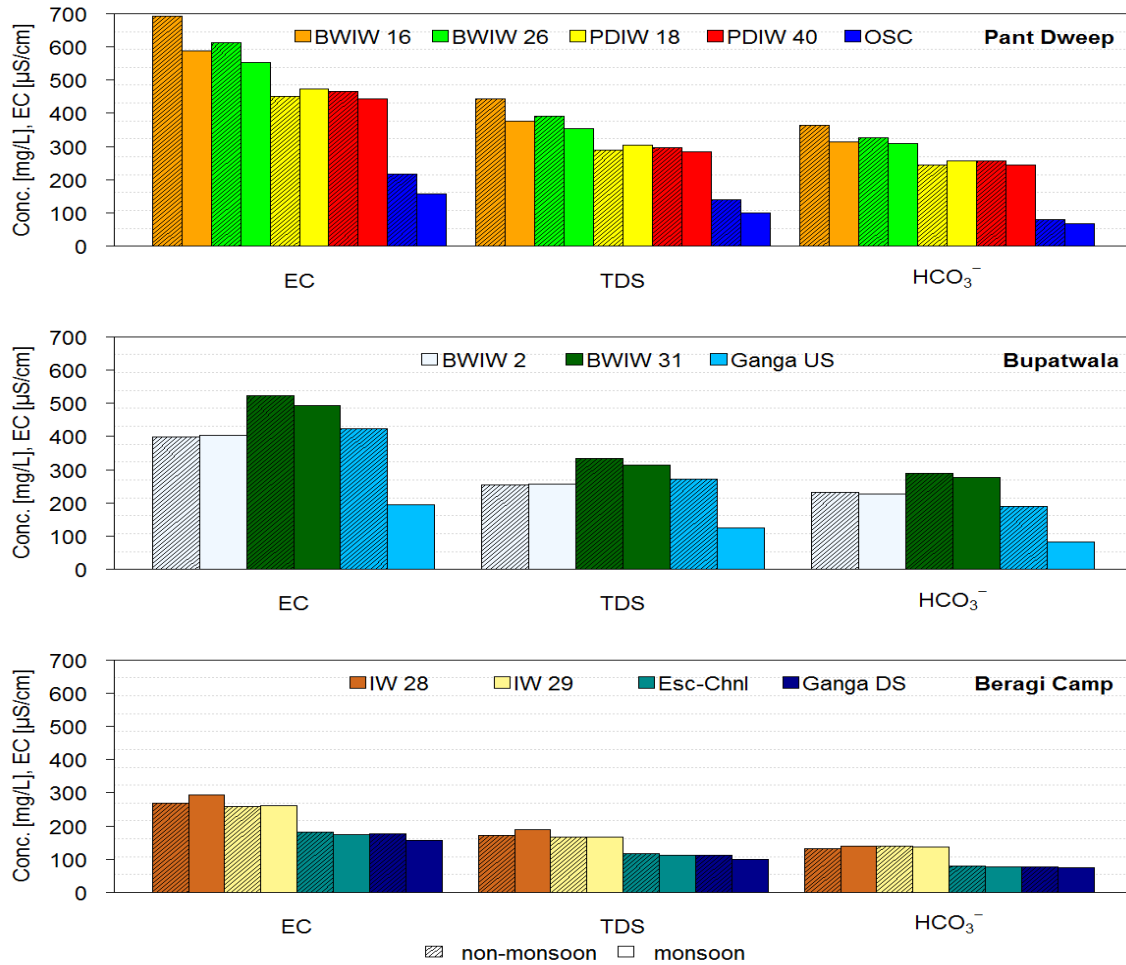 BWIW 16 BWIW 26 PDIW 18 PDIW 40 OSC Pant Dweep
Conc. [mg/L], EC [µS/cm]
700
600
500
400
300
200
100
0
EC TDS HCO₃⁻
BWIW 2 BWIW 31 Ganga US Bupatwala
Conc. [mg/L], EC [µS/cm]
700
600
500
400
300
200
100
0
EC TDS HCO₃⁻
IW 28 IW 29 Esc-Chnl Ganga DS Beragi Camp
Conc. [mg/L], EC [µS/cm]
700
600
500
400
300
200
100
0
EC TDS HCO₃⁻
non-monsoon monsoon